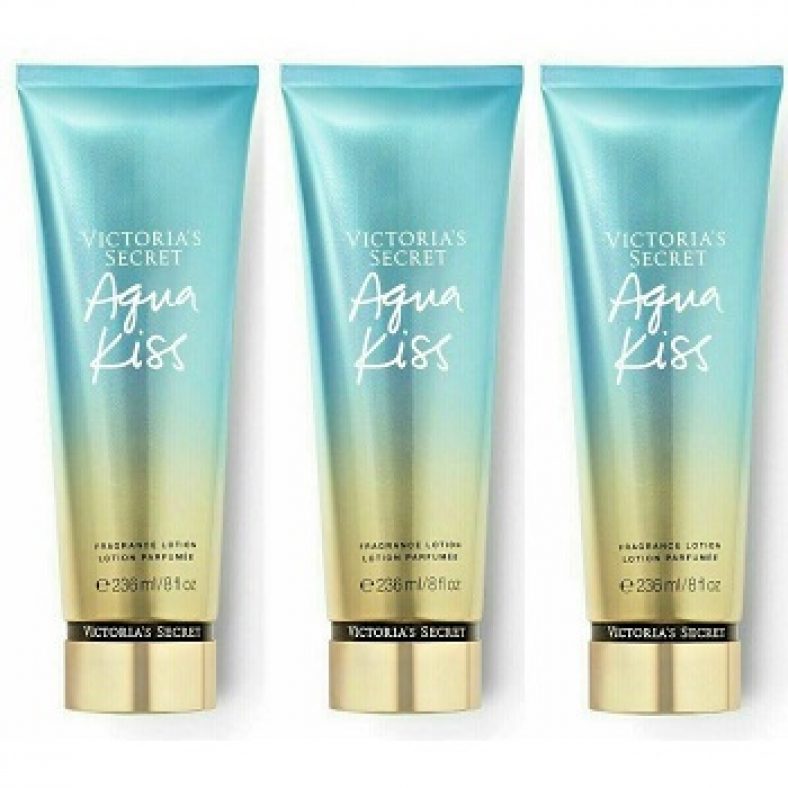 VICTORIA'S
SECRET
Aqua
Kiss
FRAGRANCE LOTION
LOTION PARFUMÉE
℮ 236 ml/8 fl oz
VICTORIA'S SECRET
VICTORIA'S
SECRET
Aqua
Kiss
FRAGRANCE LOTION
LOTION PARFUMÉE
℮ 236 ml/8 fl oz
VICTORIA'S SECRET
VICTORIA'S
SECRET
Aqua
Kiss
FRAGRANCE LOTION
LOTION PARFUMÉE
℮ 236 ml/8 fl oz
VICTORIA'S SECRET